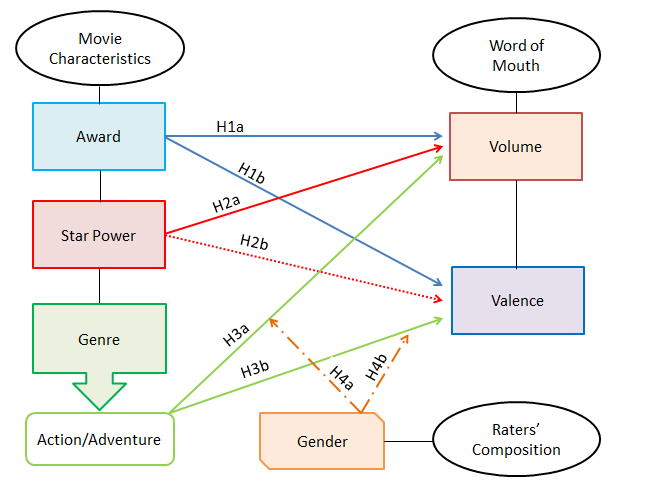 Movie
Characteristics
Word of
Mouth
Award
H1a
Volume
H1b
Star Power
H2a
H2b
Valence
Genre
H3a
H3b
H4a
H4b
Action/Adventure
Gender
Raters’
Composition